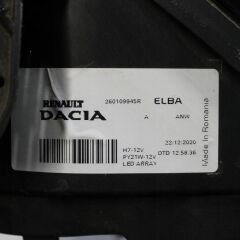 RENAULT 260109945R ELBA
DACIA A ANW
22/12/2020
H7-12V DTD 12.58.36
PY21W-12V
LED ARRAY
Made in Romania